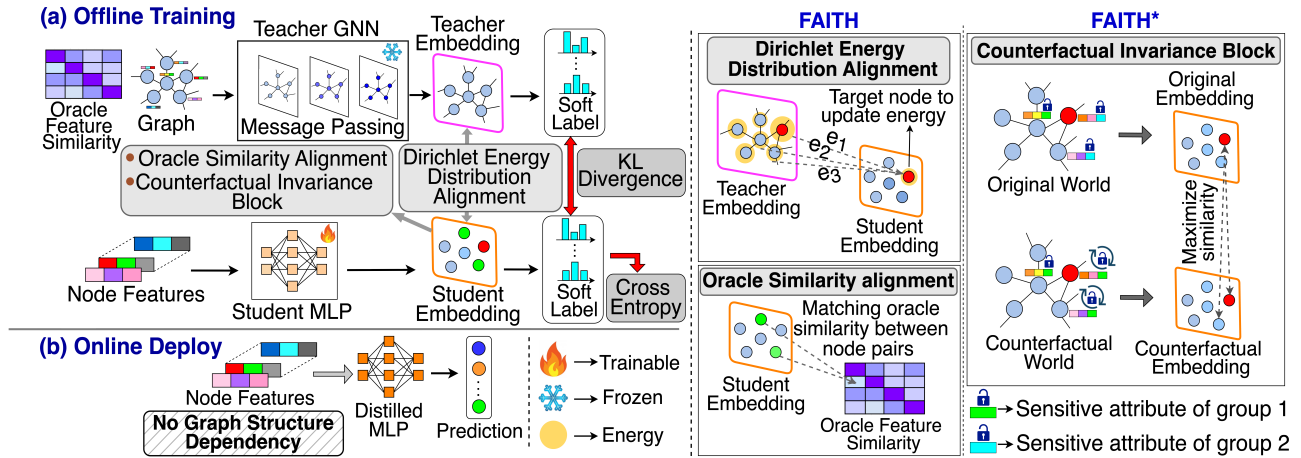 (a) Offline Training
Teacher GNN
Oracle
Feature
Similarity
Graph
Message Passing
Teacher
Embedding
Soft
Label
Oracle Similarity Alignment
Counterfactual Invariance
Block
Dirichlet Energy
Distribution
Alignment
KL
Divergence
Node Features
Student MLP
Student
Embedding
Soft
Label
Cross
Entropy
(b) Online Deploy
Node Features
No Graph Structure
Dependency
Distilled
MLP
Prediction
Trainable
Frozen
Energy
FAITH
Dirichlet Energy
Distribution Alignment
Target node to
update energy
e1
e2
e3
Teacher
Embedding
Student
Embedding
Oracle Similarity alignment
Matching oracle
similarity between
node pairs
Student
Embedding
Oracle Feature
Similarity
FAITH*
Counterfactual Invariance Block
Original
Embedding
Original World
Maximize
similarity
Counterfactual
World
Counterfactual
Embedding
Sensitive attribute of group 1
Sensitive attribute of group 2